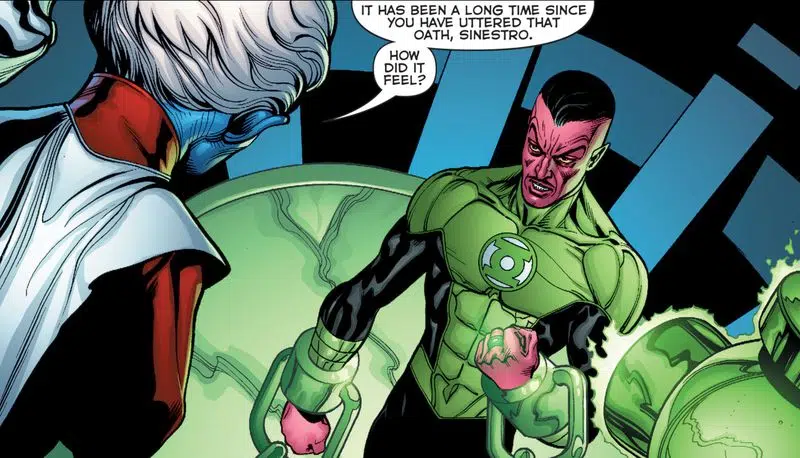 IT HAS BEEN A LONG TIME SINCE
YOU HAVE UTTERED THAT
OATH, SINESTRO.
HOW
DID IT
FEEL?